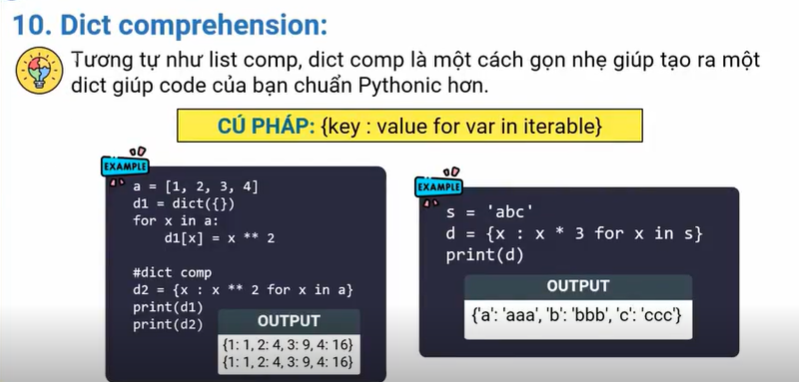 10. Dict comprehension:
Tương tự như list comp, dict comp là một cách gọn nhẹ giúp tạo ra một
dict giúp code của bạn chuẩn Pythonic hơn.
CÚ PHÁP: {key : value for var in iterable}
EXAMPLE
a = [1, 2, 3, 4]
d1 = dict({})
for x in a:
    d1[x] = x ** 2
#dict comp
d2 = {x : x ** 2 for x in a}
print(d1)
print(d2)
OUTPUT
{1: 1, 2: 4, 3: 9, 4: 16}
{1: 1, 2: 4, 3: 9, 4: 16}
EXAMPLE
s = 'abc'
d = {x : x * 3 for x in s}
print(d)
OUTPUT
{'a': 'aaa', 'b': 'bbb', 'c': 'ccc'}